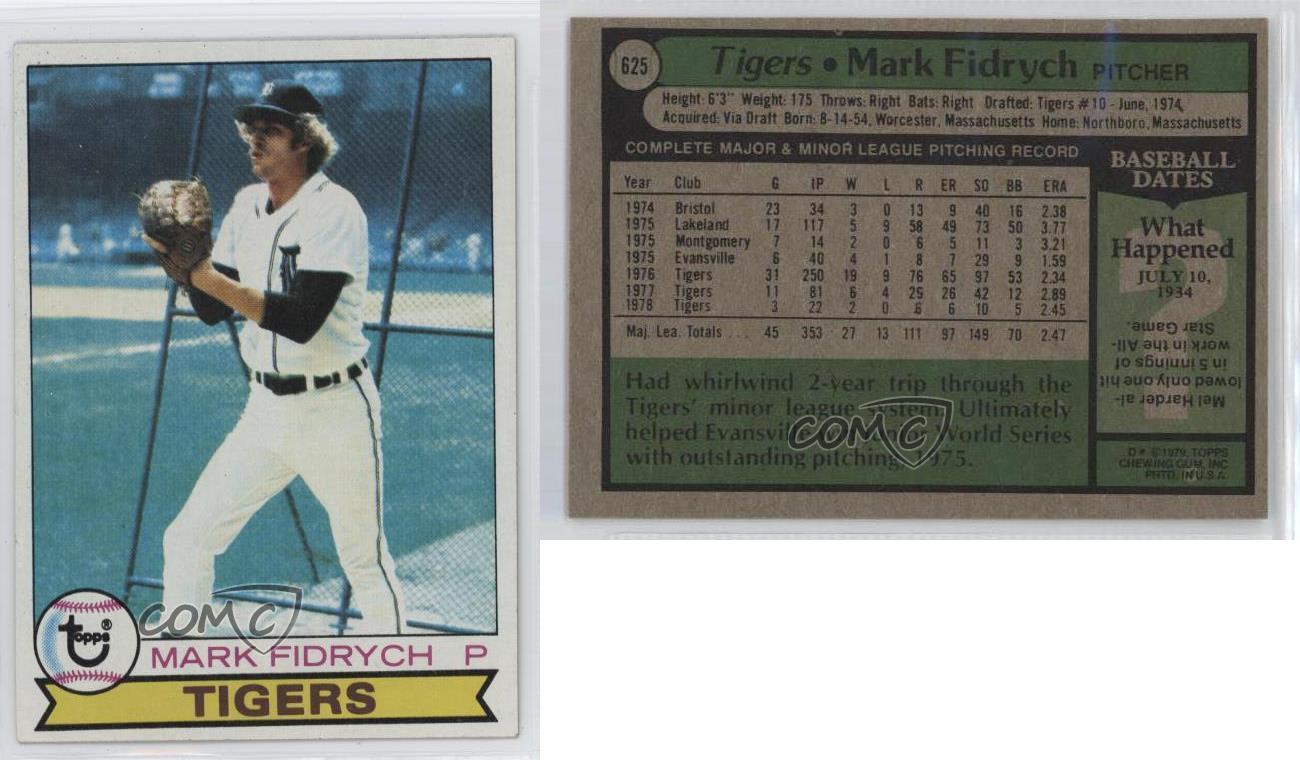 topps®
COMC
MARK FIDRYCH P
TIGERS
625
Tigers • Mark Fidrych PITCHER
Height: 6'3" Weight: 175 Throws: Right Bats: Right Drafted: Tigers #10 - June, 1974,
Acquired: Via Draft Born: 8-14-54, Worcester, Massachusetts Home: Northboro, Massachusetts
COMPLETE MAJOR & MINOR LEAGUE PITCHING RECORD
Year Club G IP W L R ER SO BB ERA
1974 Bristol 23 34 3 0 13 9 40 16 2.38
1975 Lakeland 17 117 5 9 58 49 73 50 3.77
1975 Montgomery 7 14 2 0 6 5 11 3 3.21
1975 Evansville 6 40 4 1 8 7 29 9 1.59
1976 Tigers 31 250 19 9 76 65 97 53 2.34
1977 Tigers 11 81 6 4 29 26 42 12 2.89
1978 Tigers 3 22 2 0 6 6 10 5 2.45
Maj. Lea. Totals . . . 45 353 27 13 111 97 149 70 2.47
Had whirlwind 2-year trip through the
Tigers' minor league system. Ultimately
helped Evansville World Series
with outstanding pitching, 1975.
COMC
BASEBALL
DATES
What
Happened
JULY 10,
1934
Mel Harder al-
lowed only one hit
in 5 innings of
work in the All-
Star Game.
D* ©1979, TOPPS
CHEWING GUM, INC
PRTD. IN U.S.A.